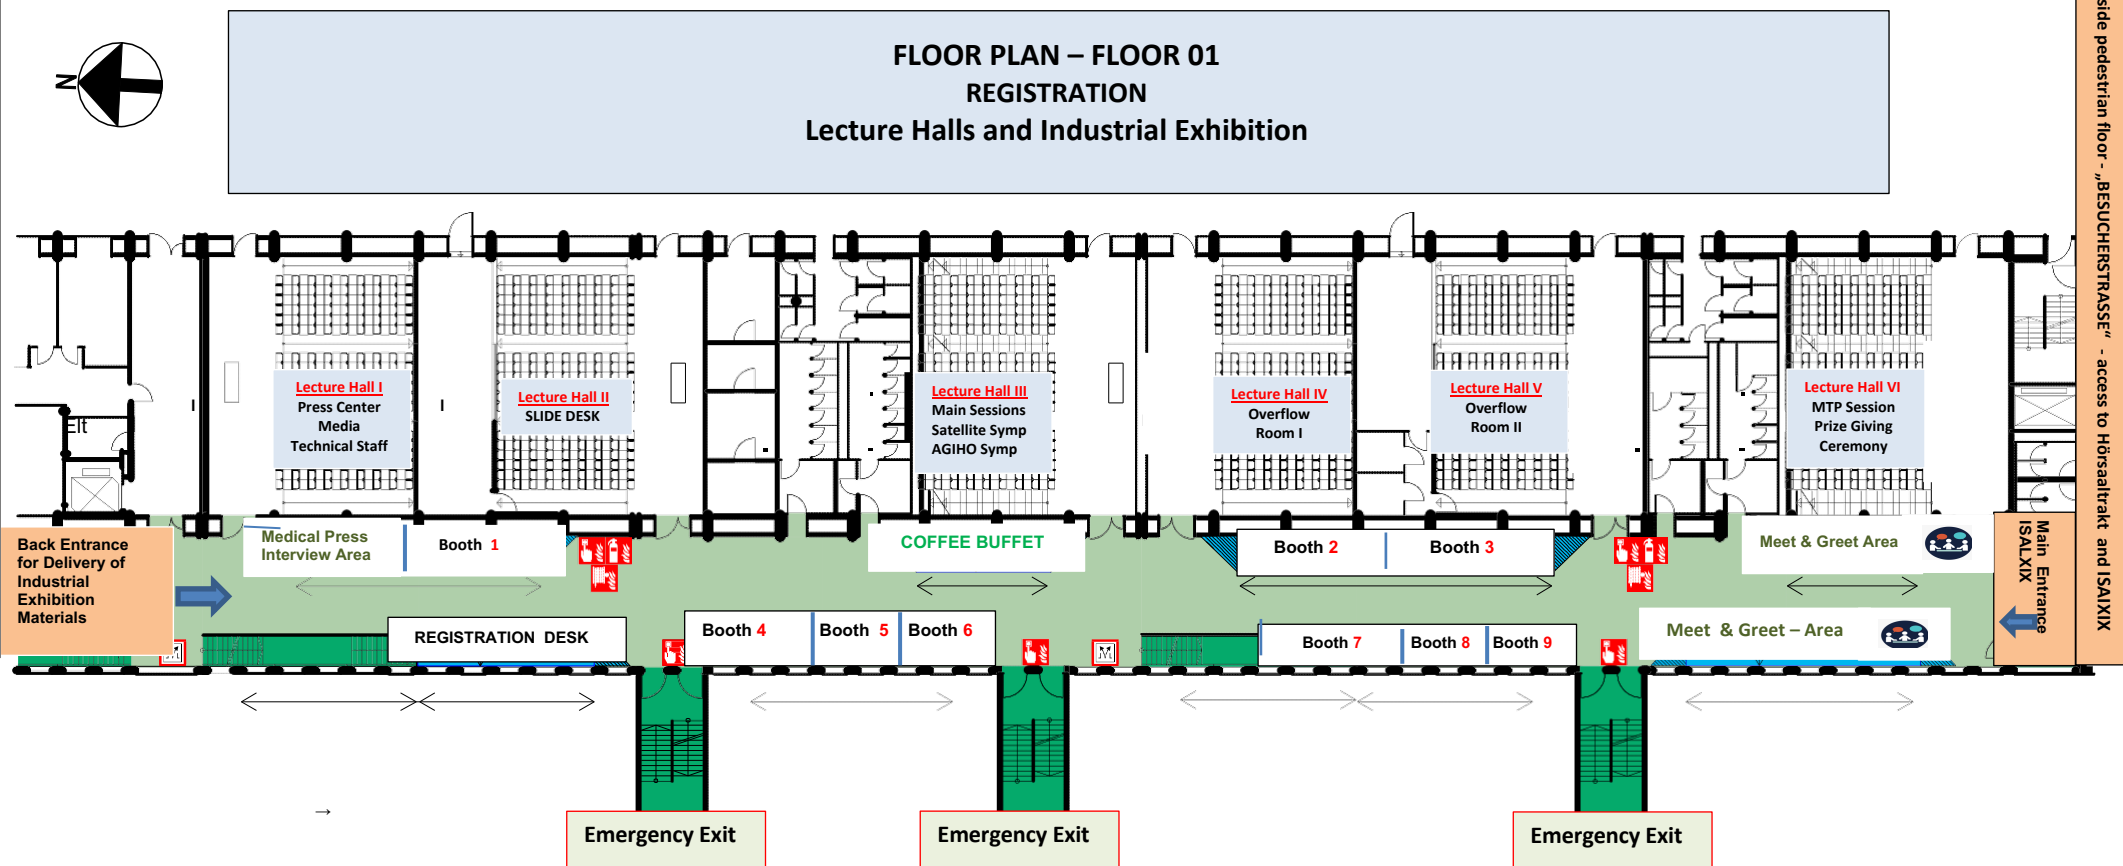 FLOOR PLAN – FLOOR 01
REGISTRATION
Lecture Halls and Industrial Exhibition
N
side pedestrian floor - „BESUCHERSTRASSE“ - access to Hörsaaltrakt and ISAIXIX
Elt
Lecture Hall I
Press Center
Media
Technical Staff
I
I
Lecture Hall II
SLIDE DESK
Lecture Hall III
Main Sessions
Satellite Symp
AGIHO Symp
Lecture Hall IV
Overflow
Room I
Lecture Hall V
Overflow
Room II
Lecture Hall VI
MTP Session
Prize Giving
Ceremony
Back Entrance
for Delivery of
Industrial
Exhibition
Materials
Medical Press
Interview Area
Booth 1
COFFEE BUFFET
Booth 2
Booth 3
Meet & Greet Area
Main Entrance
ISALXIX
REGISTRATION DESK
Booth 4
Booth 5
Booth 6
Booth 7
Booth 8
Booth 9
Meet & Greet – Area
Emergency Exit
Emergency Exit
Emergency Exit